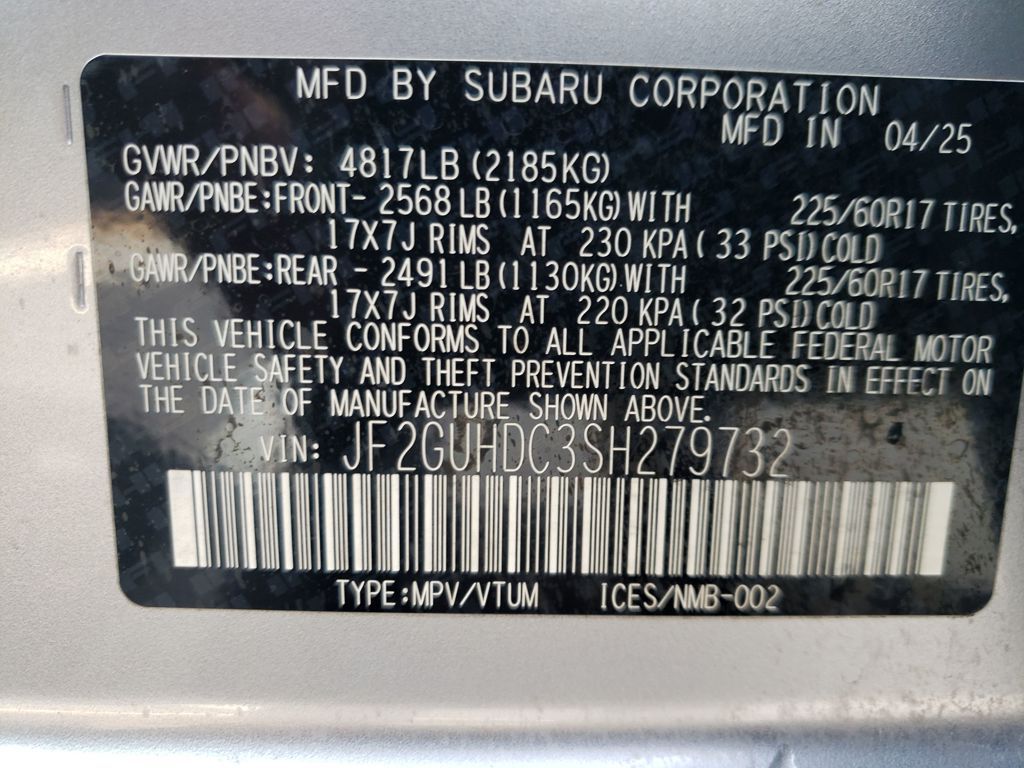 MFD BY SUBARU CORPORATION
MFD IN 04/25
GVWR/PNBV: 4817LB (2185KG)
GAWR/PNBE:FRONT- 2568 LB (1165KG) WITH 225/60R17 TIRES,
17X7J RIMS AT 230 KPA ( 33 PSI) COLD
GAWR/PNBE:REAR - 2491 LB (1130KG) WITH 225/60R17 TIRES,
17X7J RIMS AT 220 KPA ( 32 PSI) COLD
THIS VEHICLE CONFORMS TO ALL APPLICABLE FEDERAL MOTOR
VEHICLE SAFETY AND THEFT PREVENTION STANDARDS IN EFFECT ON
THE DATE OF MANUFACTURE SHOWN ABOVE.
VIN: JF2GUHDC3SH279732
TYPE:MPV/VTUM ICES/NMB-002